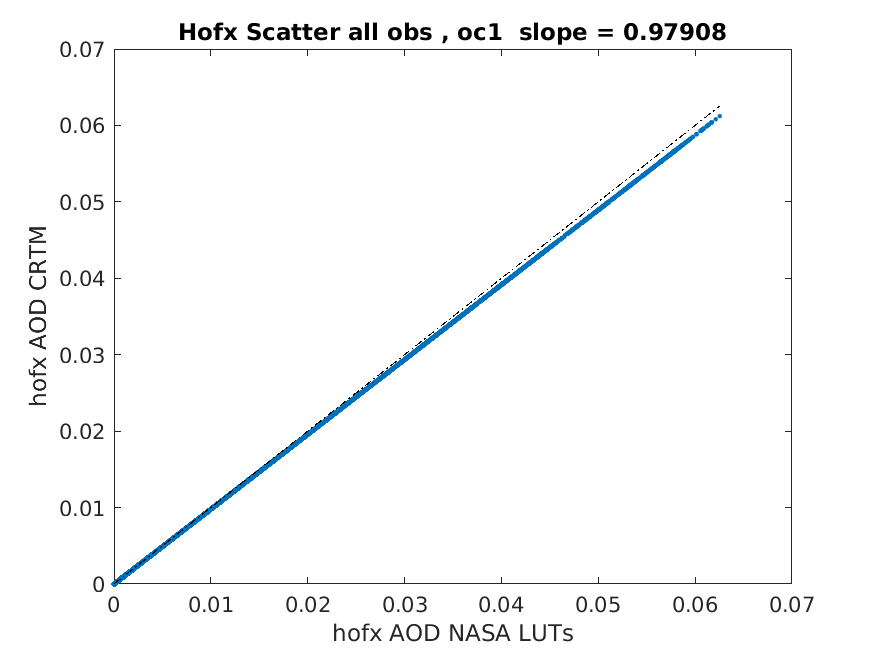 Hofx Scatter all obs , oc1  slope = 0.97908
0.07
0.06
0.05
0.04
0.03
0.02
0.01
0
hofx AOD CRTM
0 0.01 0.02 0.03 0.04 0.05 0.06 0.07
hofx AOD NASA LUTs